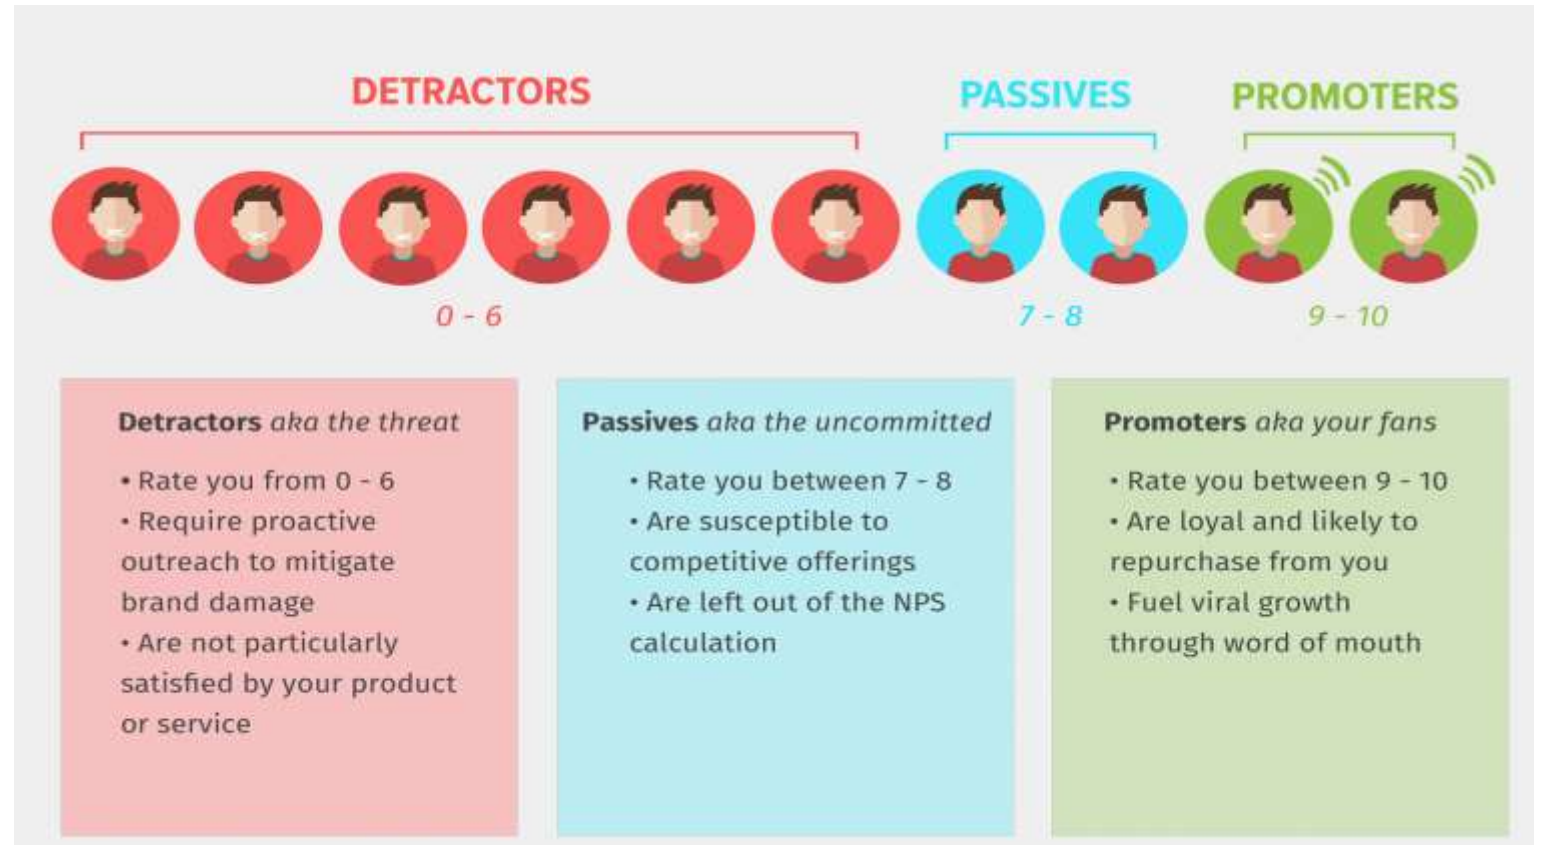 DETRACTORS
PASSIVES
PROMOTERS
0 - 6
7 - 8
9 - 10
Detractors aka the threat
• Rate you from 0 - 6
• Require proactive
outreach to mitigate
brand damage
• Are not particularly
satisfied by your product
or service
Passives aka the uncommitted
• Rate you between 7 - 8
• Are susceptible to
competitive offerings
• Are left out of the NPS
calculation
Promoters aka your fans
• Rate you between 9 - 10
• Are loyal and likely to
repurchase from you
• Fuel viral growth
through word of mouth